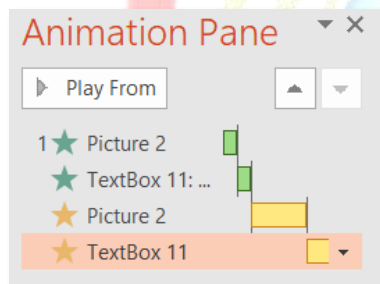 Animation Pane
Play From
1 Picture 2
TextBox 11: ...
Picture 2
TextBox 11